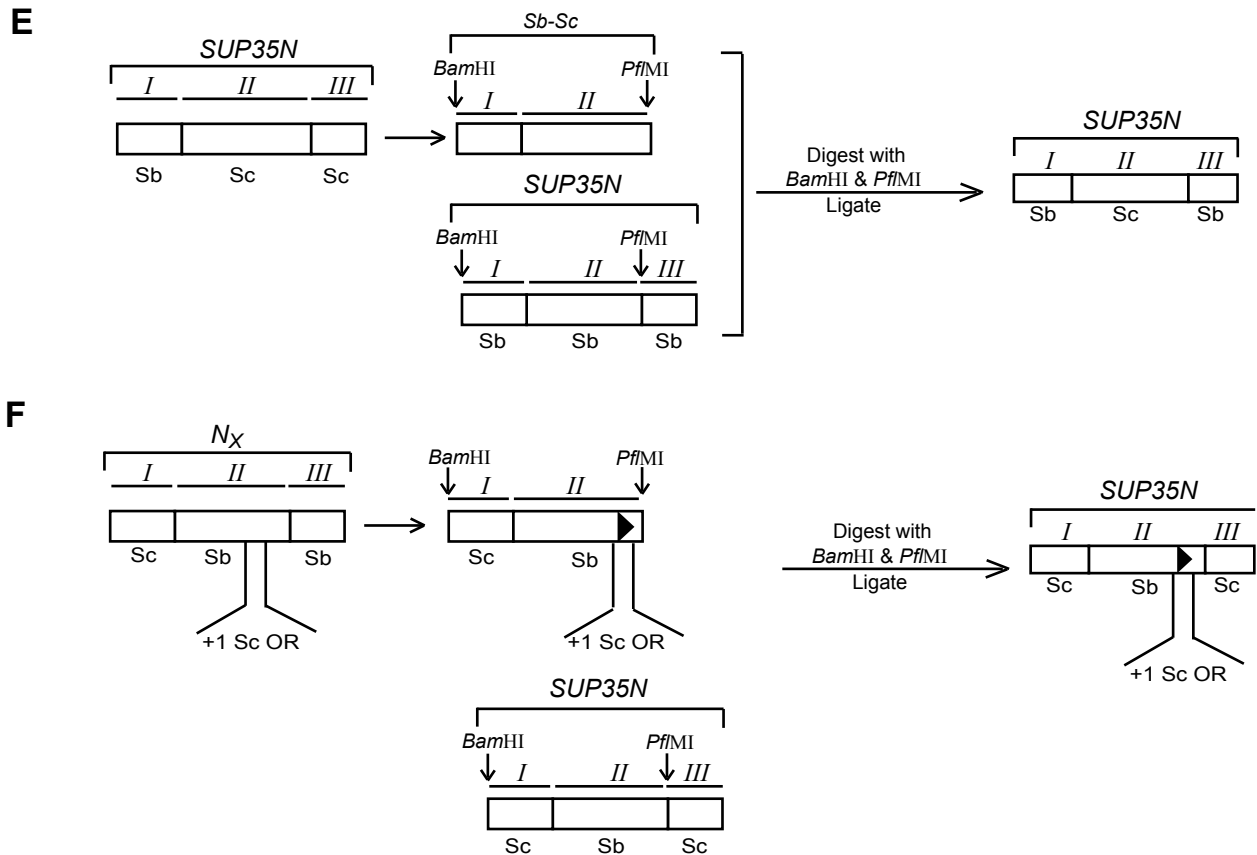 E
SUP35N
I II III
Sb Sc Sc
Sb-Sc
BamHI PflMI
I II
SUP35N
BamHI PflMI
I II III
Sb Sb Sb
Digest with
BamHI & PflMI
Ligate
SUP35N
I II III
Sb Sc Sb
F
NX
I II III
Sc Sb Sb
+1 Sc OR
BamHI PflMI
I II
Sc Sb
+1 Sc OR
SUP35N
BamHI PflMI
I II III
Sc Sb Sc
Digest with
BamHI & PflMI
Ligate
SUP35N
I II III
Sc Sb Sc
+1 Sc OR